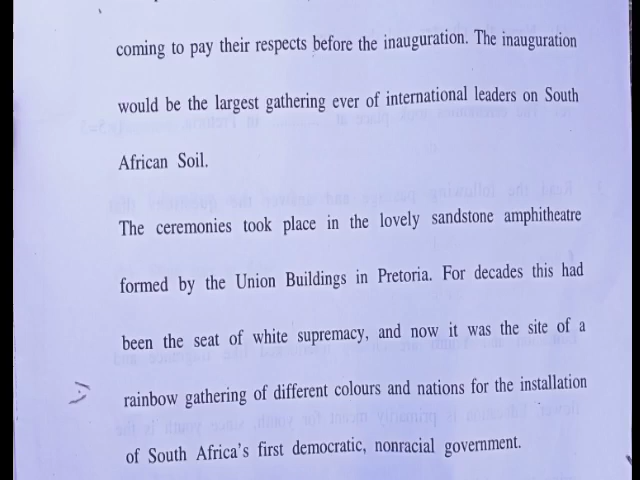 coming to pay their respects before the inauguration. The inauguration
would be the largest gathering ever of international leaders on South
African Soil.
The ceremonies took place in the lovely sandstone amphitheatre
formed by the Union Buildings in Pretoria. For decades this had
been the seat of white supremacy, and now it was the site of a
rainbow gathering of different colours and nations for the installation
of South Africa's first democratic, nonracial government.